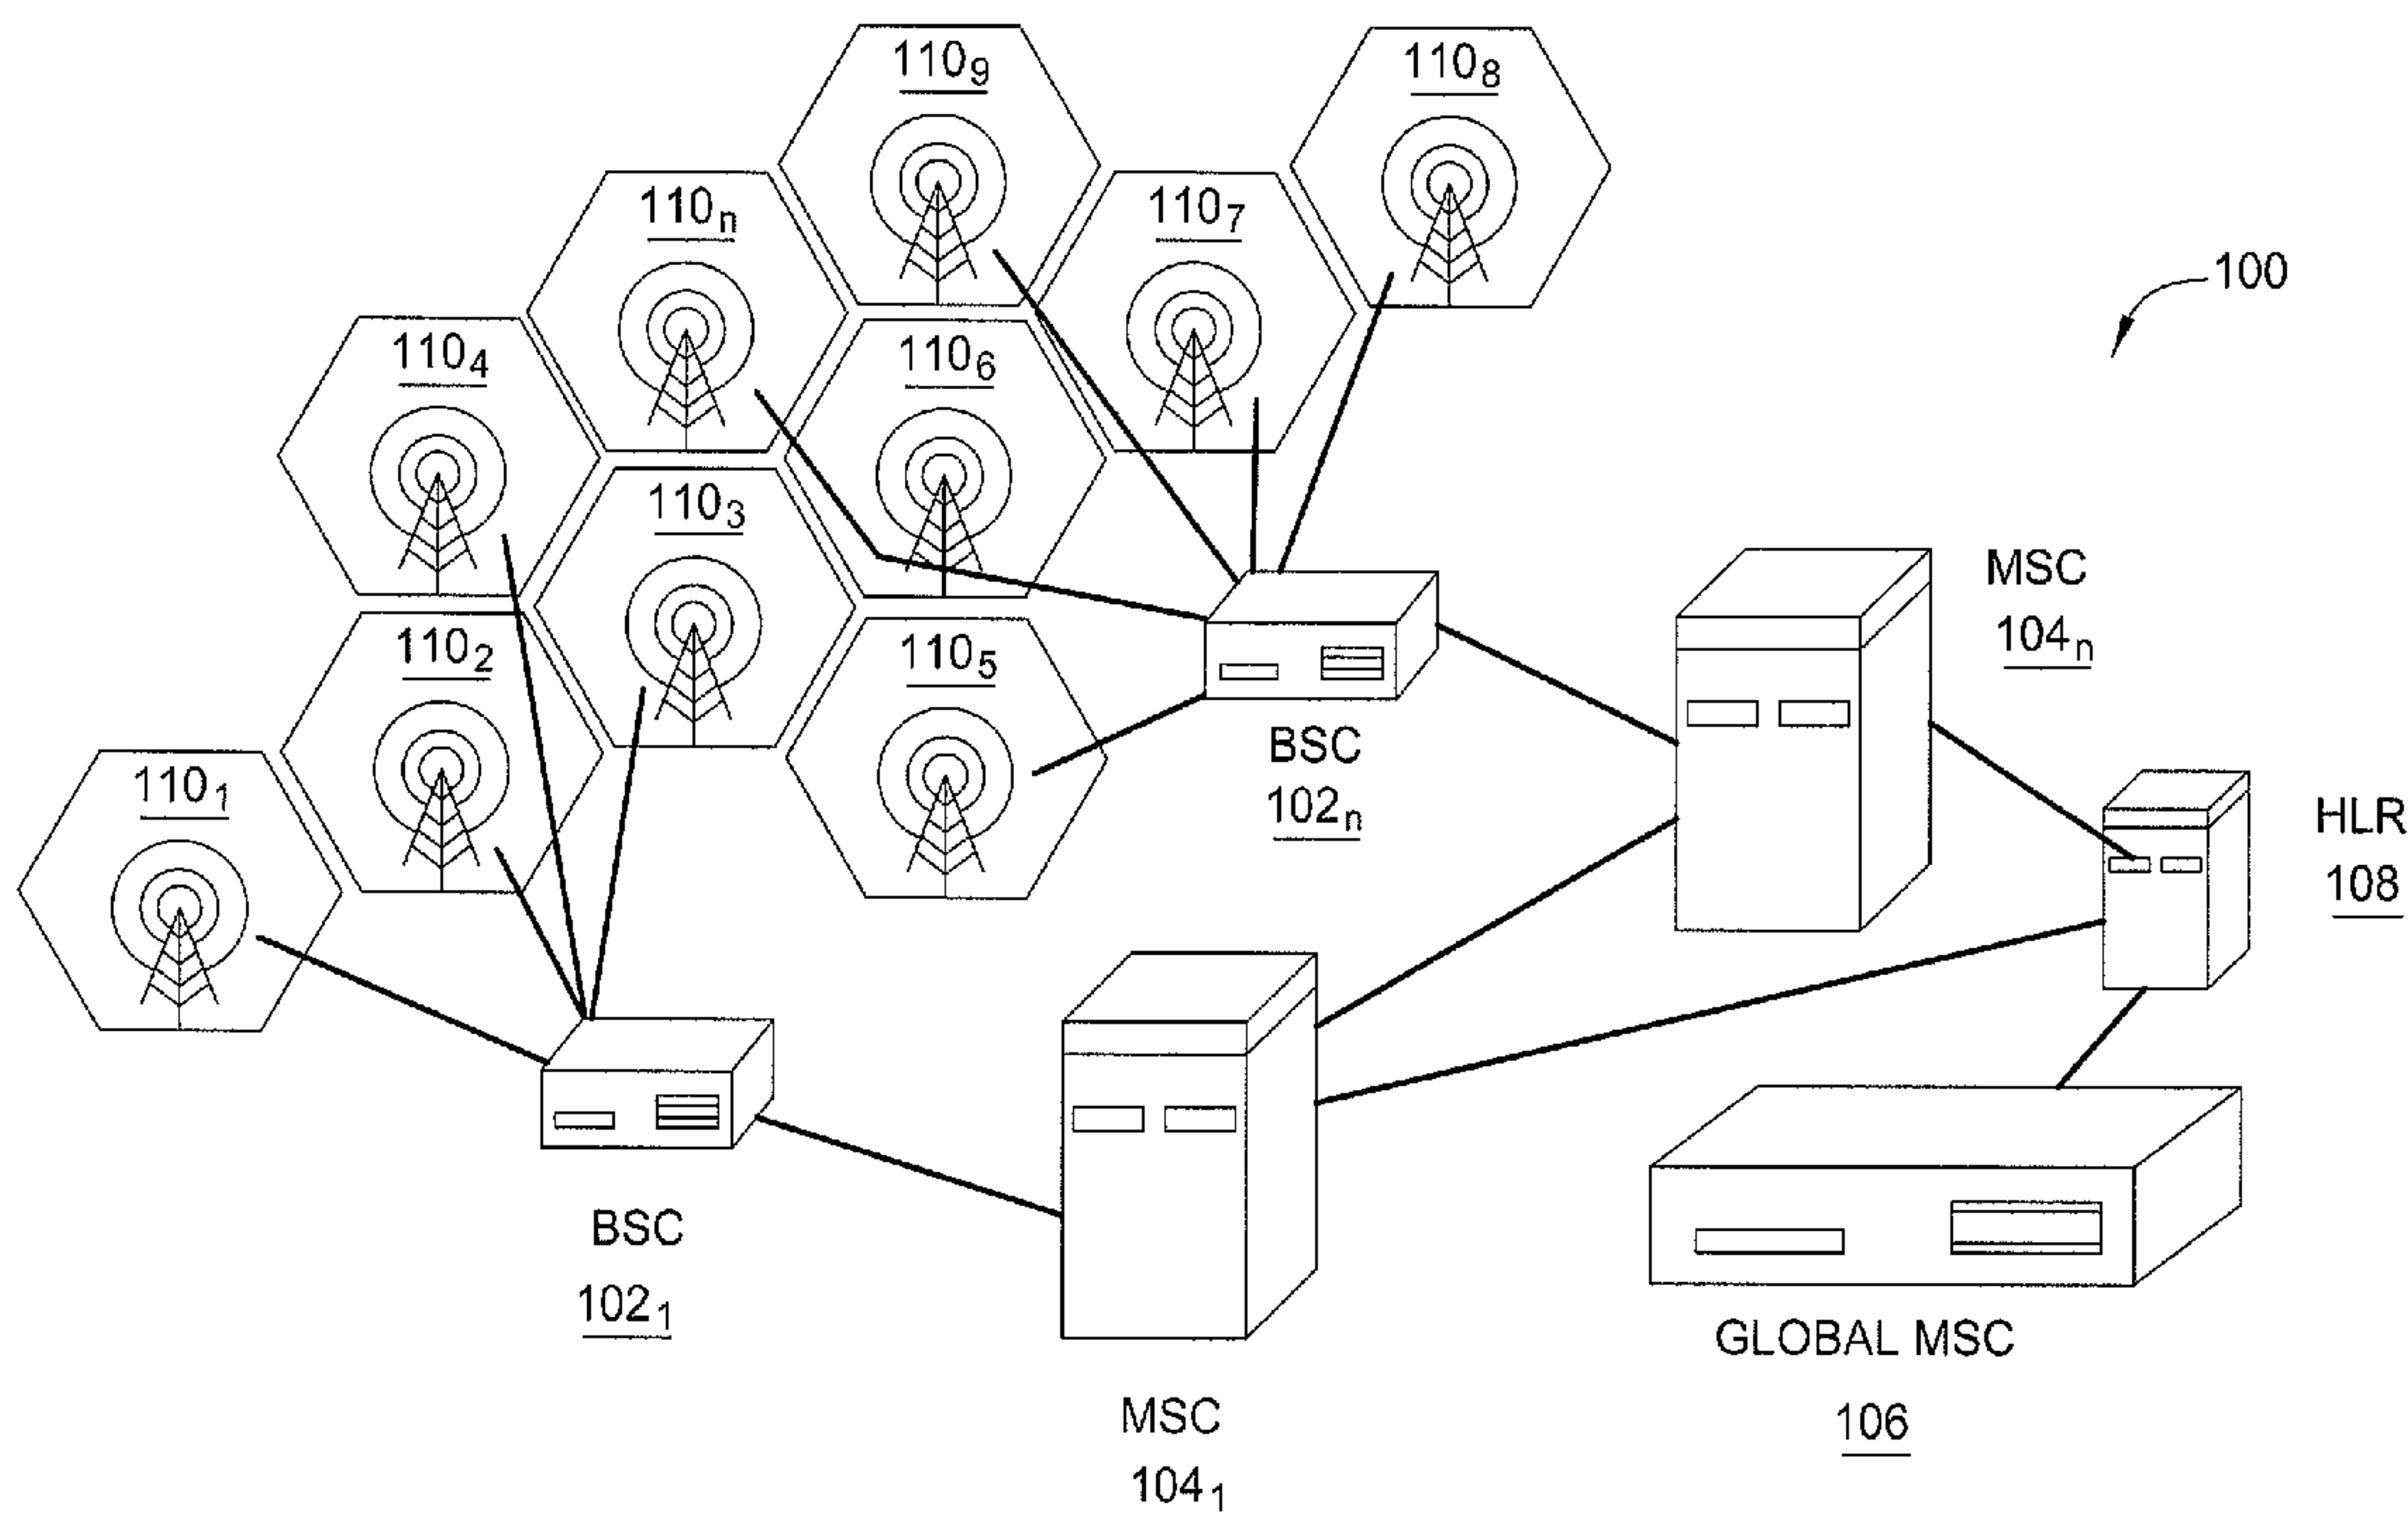 110₉
110₈
110ₙ
110₇
100
110₄
110₆
110₃
MSC
104ₙ
110₂
110₅
BSC
102ₙ
110₁
HLR
108
BSC
102₁
GLOBAL MSC
106
MSC
104₁